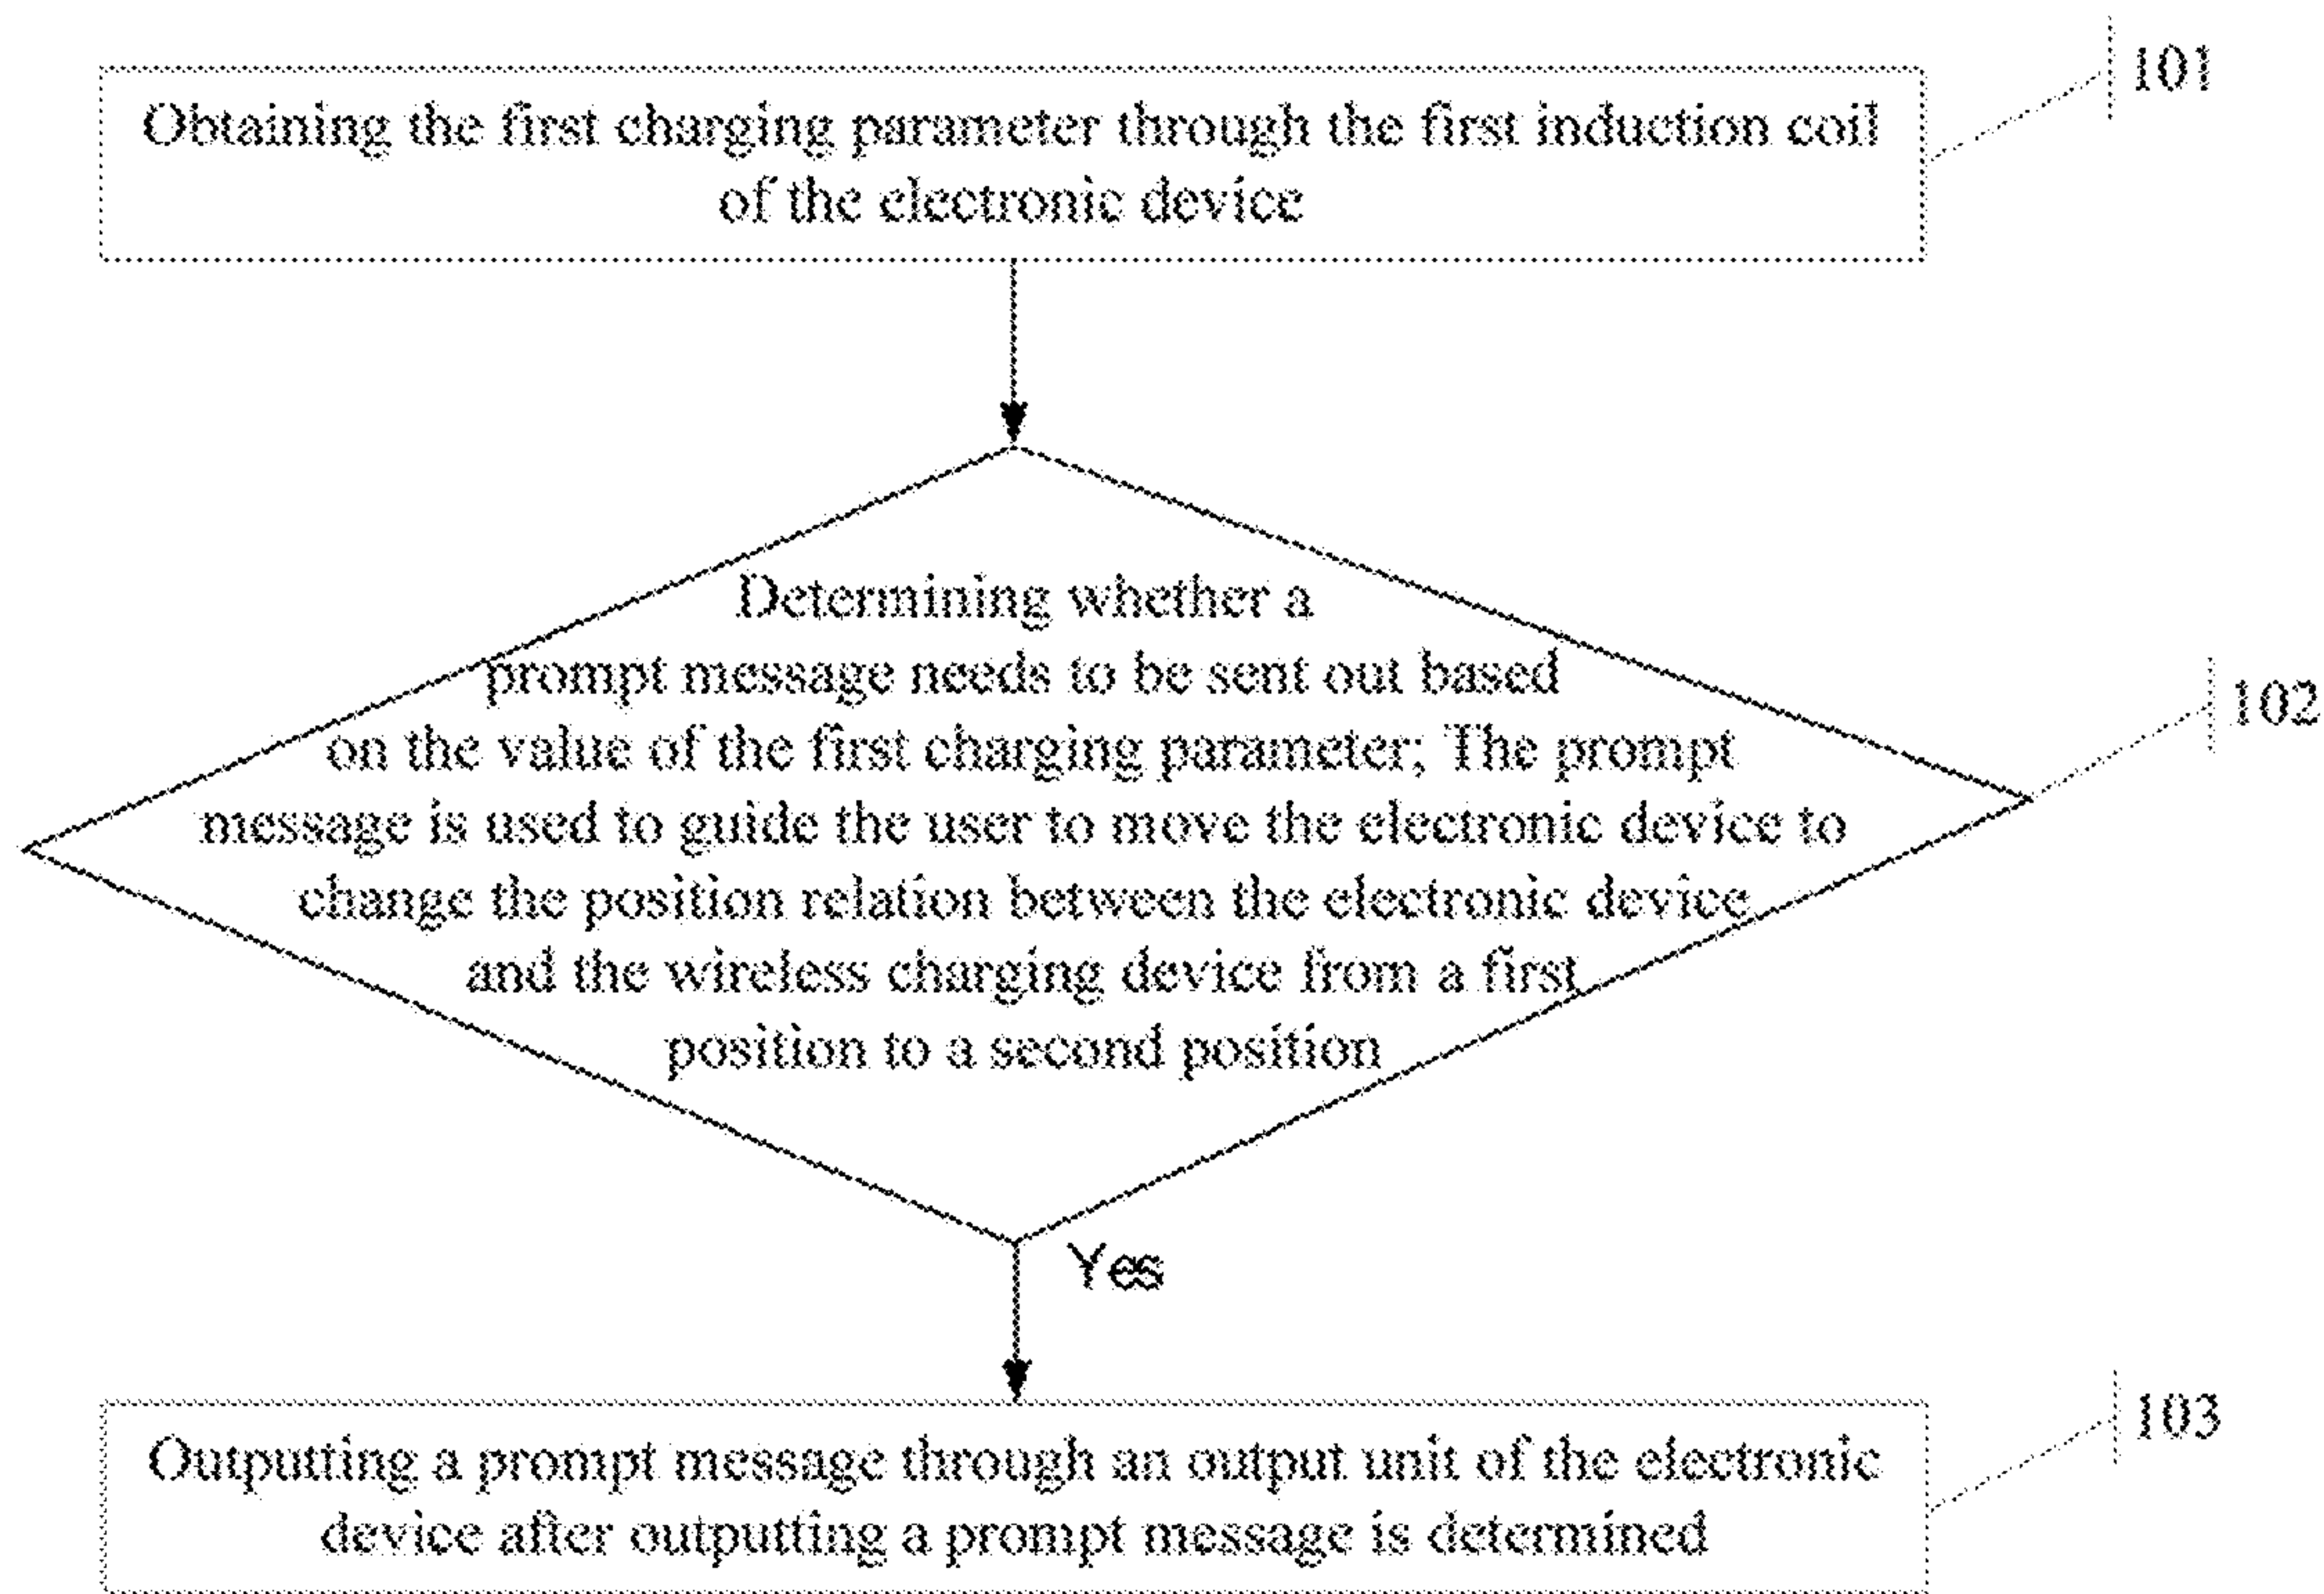 101
Obtaining the first charging parameter through the first induction coil
of the electronic device
Determining whether a
prompt message needs to be sent out based
on the value of the first charging parameter; The prompt
message is used to guide the user to move the electronic device to
change the position relation between the electronic device
and the wireless charging device from a first
position to a second position
102
Yes
103
Outputting a prompt message through an output unit of the electronic
device after outputting a prompt message is determined